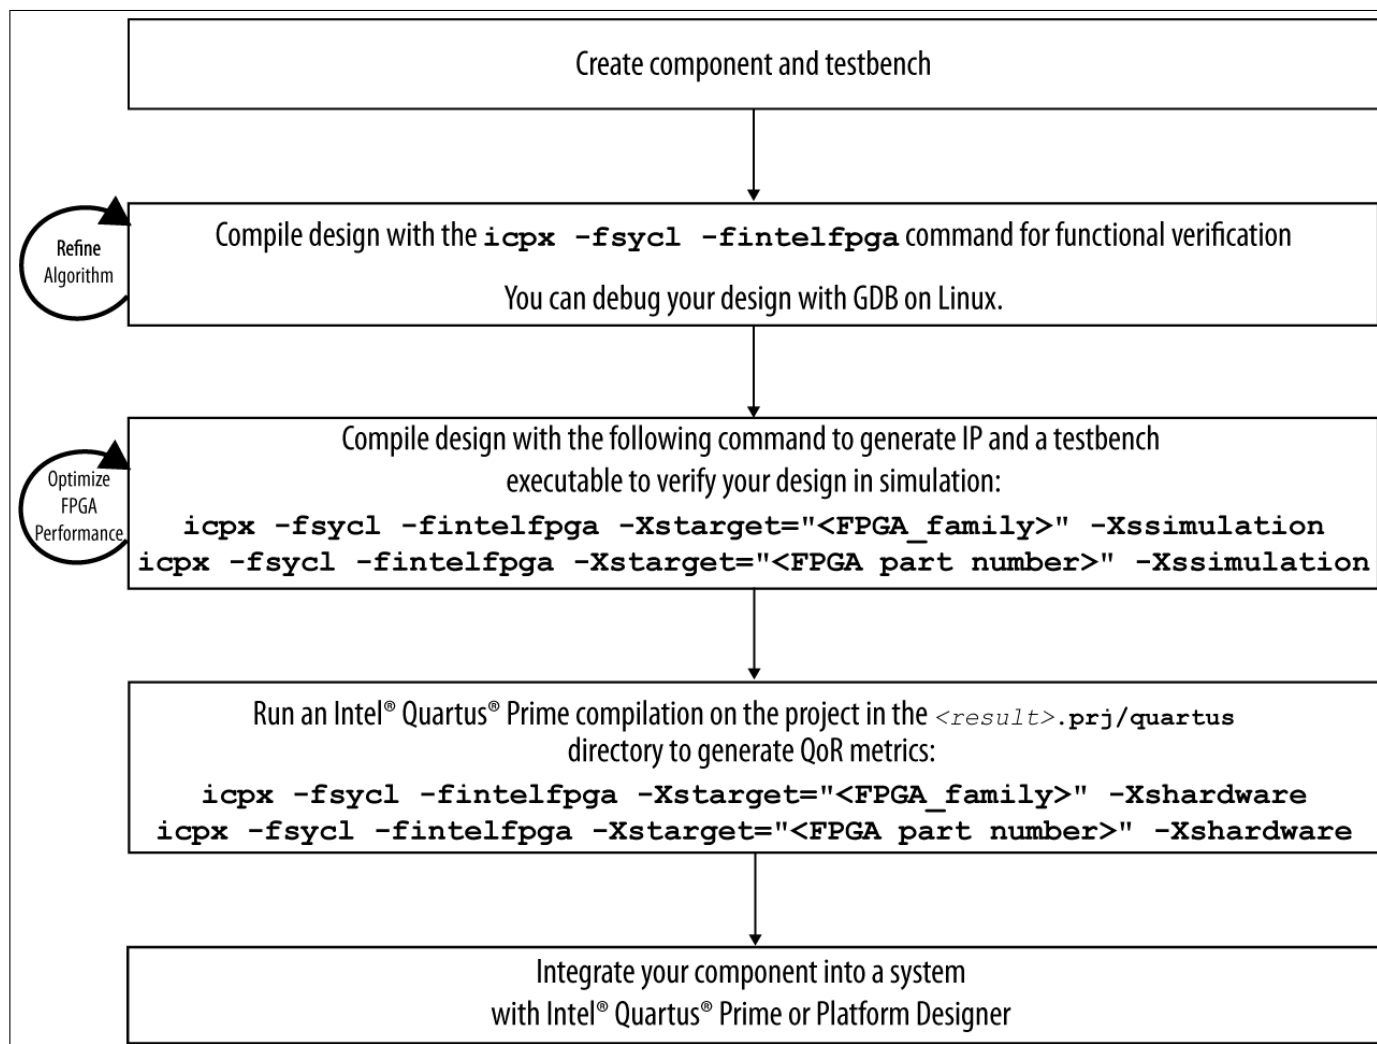 Create component and testbench
Refine
Algorithm
Compile design with the icpx -fsycl -fintelfpga command for functional verification
You can debug your design with GDB on Linux.
Optimize
FPGA
Performance
Compile design with the following command to generate IP and a testbench
executable to verify your design in simulation:
icpx -fsycl -fintelfpga -Xstarget="<FPGA_family>" -Xssimulation
icpx -fsycl -fintelfpga -Xstarget="<FPGA part number>" -Xssimulation
Run an Intel® Quartus® Prime compilation on the project in the <result>.prj/quartus
directory to generate QoR metrics:
icpx -fsycl -fintelfpga -Xstarget="<FPGA_family>" -Xshardware
icpx -fsycl -fintelfpga -Xstarget="<FPGA part number>" -Xshardware
Integrate your component into a system
with Intel® Quartus® Prime or Platform Designer